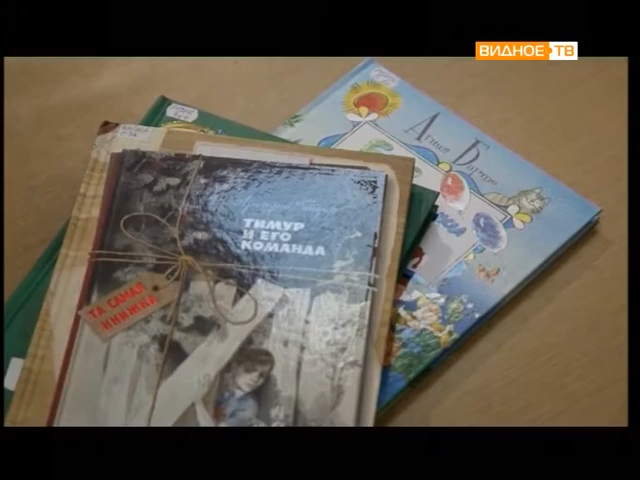 ВИДНОЕ ТВ
Агния Барто
ТИМУР
И ЕГО
КОМАНДА
ТА САМАЯ
КНИЖКА